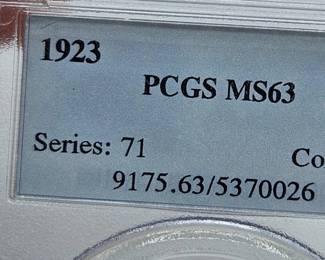 1923
PCGS MS63
Series: 71 Co
9175.63/5370026